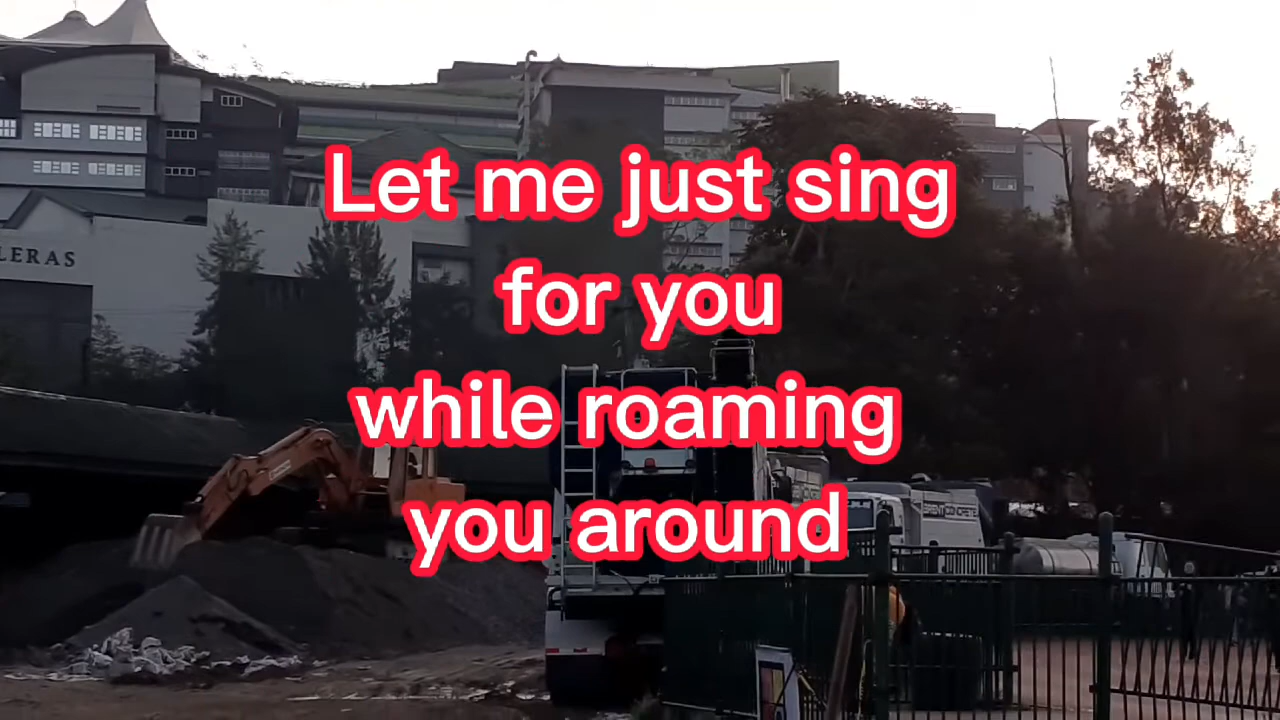 Let me just sing
for you
while roaming
you around
LERAS